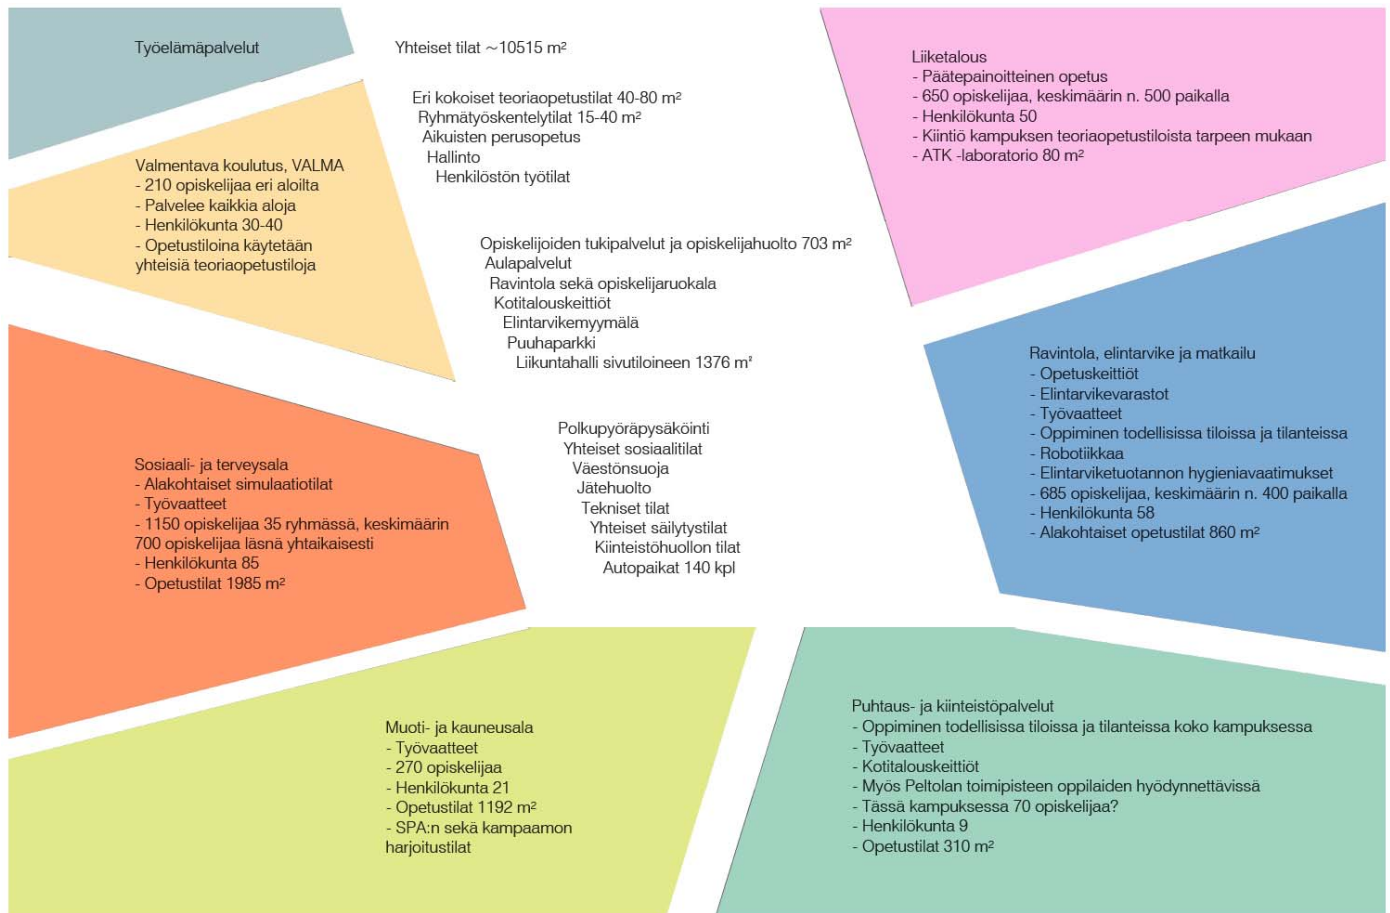 Työelämäpalvelut
Yhteiset tilat ~10515 m²
Eri kokoiset teoriaopetustilat 40-80 m²
Ryhmätyöskentelytilat 15-40 m²
Aikuisten perusopetus
Hallinto
Henkilöstön työtilat
Liiketalous
- Päätepainoitteinen opetus
- 650 opiskelijaa, keskimäärin n. 500 paikalla
- Henkilökunta 50
- Kiintiö kampuksen teoriaopetustiloista tarpeen mukaan
- ATK -laboratorio 80 m²
Valmentava koulutus, VALMA
- 210 opiskelijaa eri aloilta
- Palvelee kaikkia aloja
- Henkilökunta 30-40
- Opetustiloina käytetään
yhteisiä teoriaopetustiloja
Opiskelijoiden tukipalvelut ja opiskelijahuolto 703 m²
Aulapalvelut
Ravintola sekä opiskelijaruokala
Kotitalouskeittiöt
Elintarvikemyymälä
Puuhaparkki
Liikuntahalli sivutiloineen 1376 m²
Ravintola, elintarvike ja matkailu
- Opetuskeittiöt
- Elintarvikevarastot
- Työvaatteet
- Oppiminen todellisissa tiloissa ja tilanteissa
- Robotiikkaa
- Elintarviketuotannon hygieniavaatimukset
- 685 opiskelijaa, keskimäärin n. 400 paikalla
- Henkilökunta 58
- Alakohtaiset opetustilat 860 m²
Polkupyöräpysäköinti
Yhteiset sosiaalitilat
Väestönsuoja
Jätehuolto
Tekniset tilat
Yhteiset säilytystilat
Kiinteistöhuollon tilat
Autopaikat 140 kpl
Sosiaali- ja terveysala
- Alakohtaiset simulaatiotilat
- Työvaatteet
- 1150 opiskelijaa 35 ryhmässä, keskimäärin
700 opiskelijaa läsnä yhtaikaisesti
- Henkilökunta 85
- Opetustilat 1985 m²
Muoti- ja kauneusala
- Työvaatteet
- 270 opiskelijaa
- Henkilökunta 21
- Opetustilat 1192 m²
- SPA:n sekä kampaamon
harjoitustilat
Puhtaus- ja kiinteistöpalvelut
- Oppiminen todellisissa tiloissa ja tilanteissa koko kampuksessa
- Työvaatteet
- Kotitalouskeittiöt
- Myös Peltolan toimipisteen oppilaiden hyödynnettävissä
- Tässä kampuksessa 70 opiskelijaa?
- Henkilökunta 9
- Opetustilat 310 m²